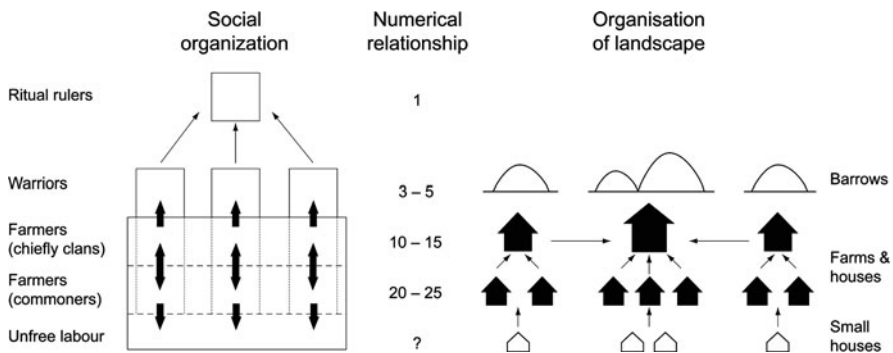 Social
organization
Numerical
relationship
Organisation
of landscape
Ritual rulers
1
Warriors
3 – 5
Barrows
Farmers
(chiefly clans)
10 – 15
Farms &
houses
Farmers
(commoners)
20 – 25
Unfree labour
?
Small
houses